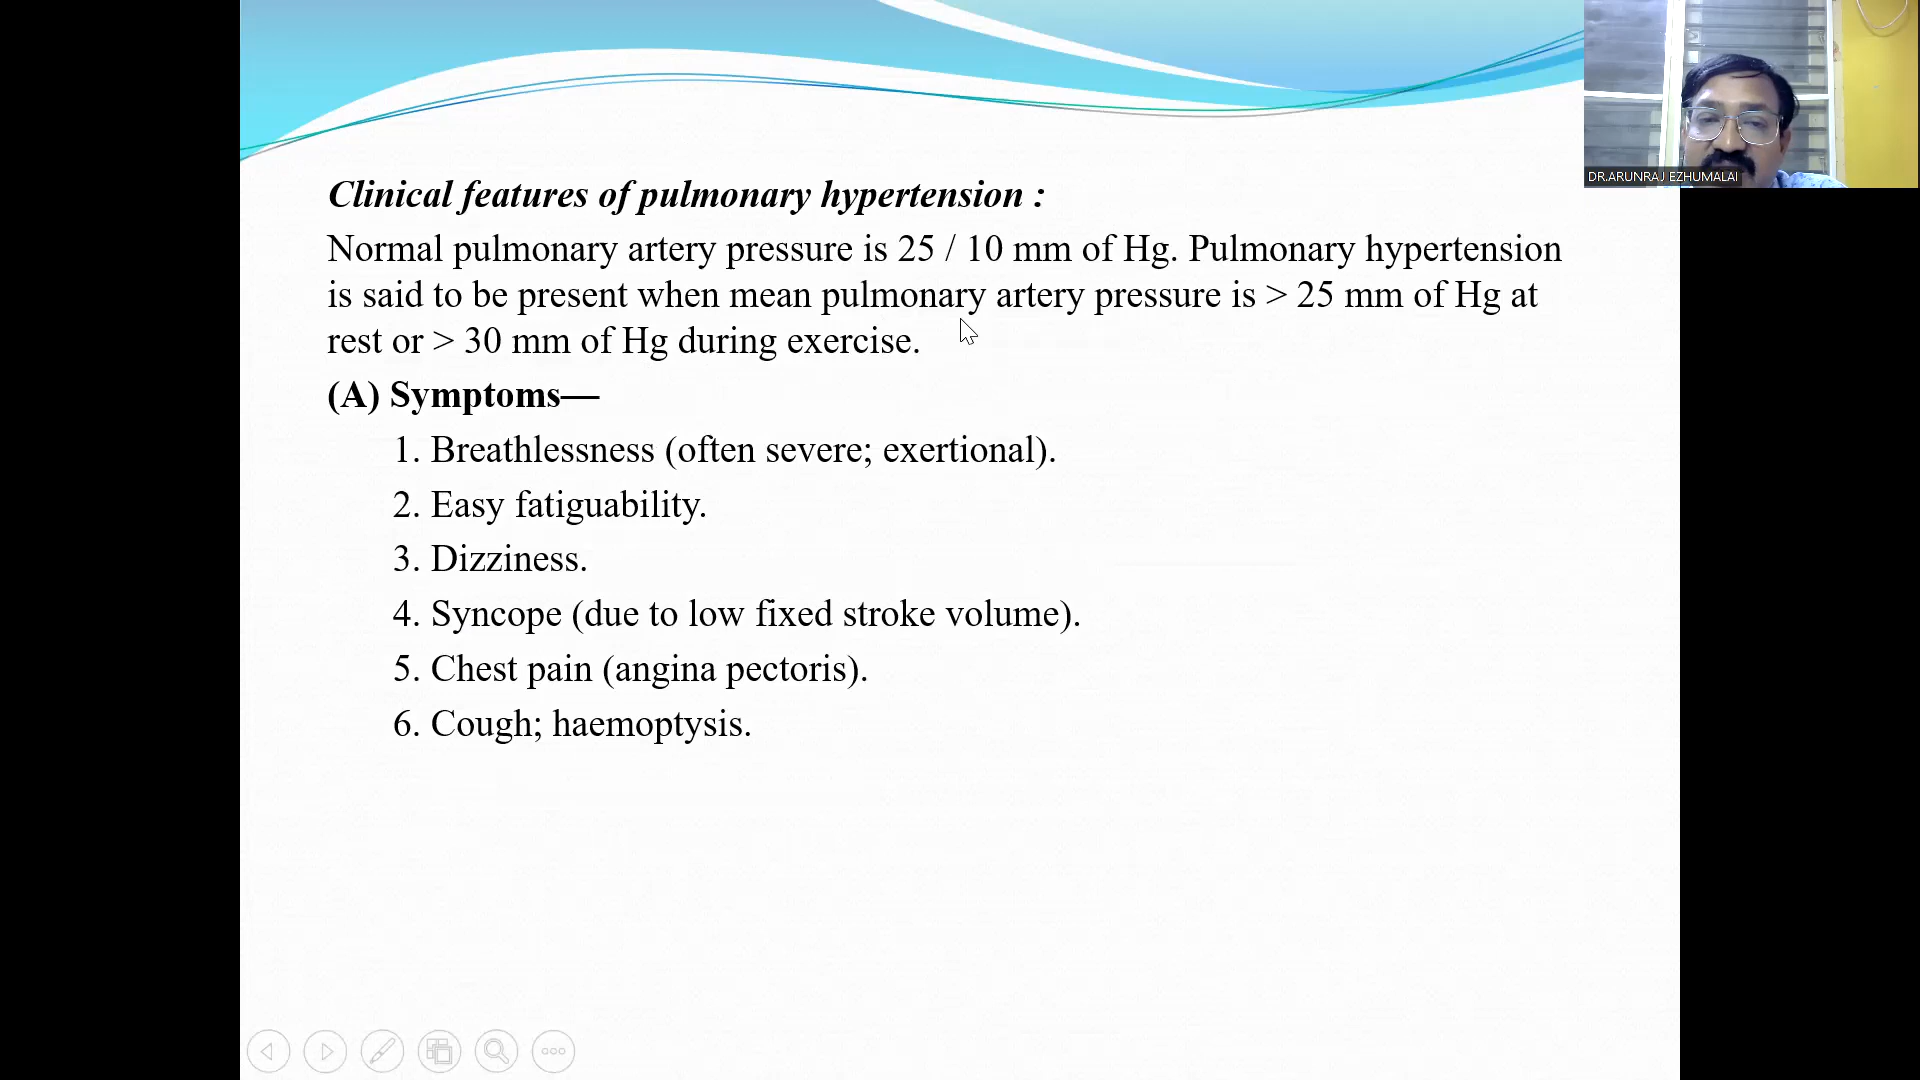 DR.ARUNRAJ EZHUMALAI
Clinical features of pulmonary hypertension :
Normal pulmonary artery pressure is 25 / 10 mm of Hg. Pulmonary hypertension
is said to be present when mean pulmonary artery pressure is > 25 mm of Hg at
rest or > 30 mm of Hg during exercise.
(A) Symptoms—
1. Breathlessness (often severe; exertional).
2. Easy fatiguability.
3. Dizziness.
4. Syncope (due to low fixed stroke volume).
5. Chest pain (angina pectoris).
6. Cough; haemoptysis.